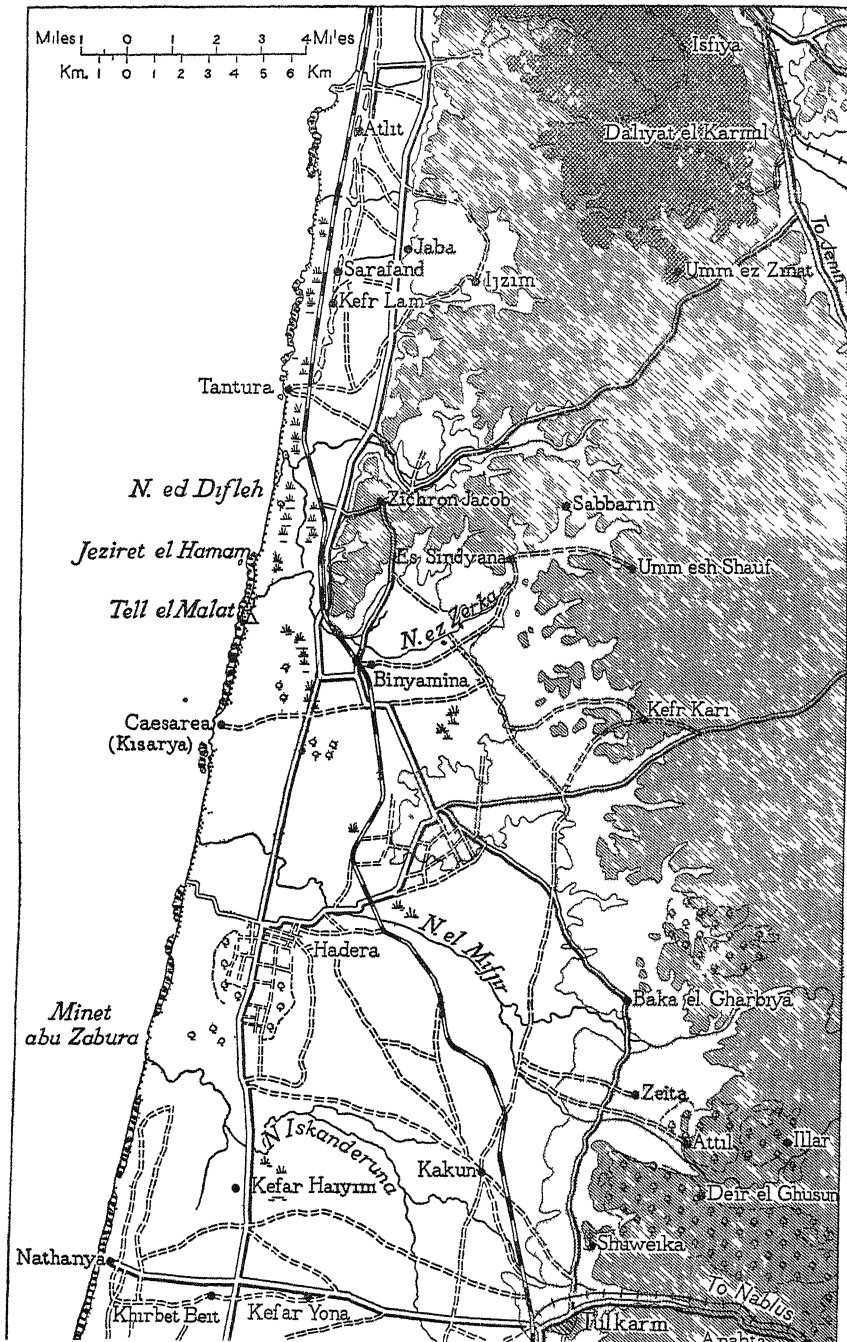 Miles 1 0 1 2 3 4 Miles
Km. 1 0 1 2 3 4 5 6 Km
Isfiya
Atlit
Daliyat el Karmil
To Jenin
Jaba
Sarafand
Ijzim
Umm ez Zinat
Kefr Lam
Tantura
N. ed Difleh
Zichron Jacob
Sabbarin
Jeziret el Hamam
Es Sindyana
Umm esh Shauf
Tell el Malat
N. ez Zerka
Binyamina
Caesarea
(Kisarya)
Kefr Kari
N el Mifjir
Hadera
Baka el Gharbiya
Minet
abu Zabura
Zeita
N Iskanderuna
Attil
Illar
Kakun
Kefar Haiyim
Deir el Ghusun
Shuweika
Nathanya
To Nablus
Khirbet Beit
Kefar Yona
Tulkarm